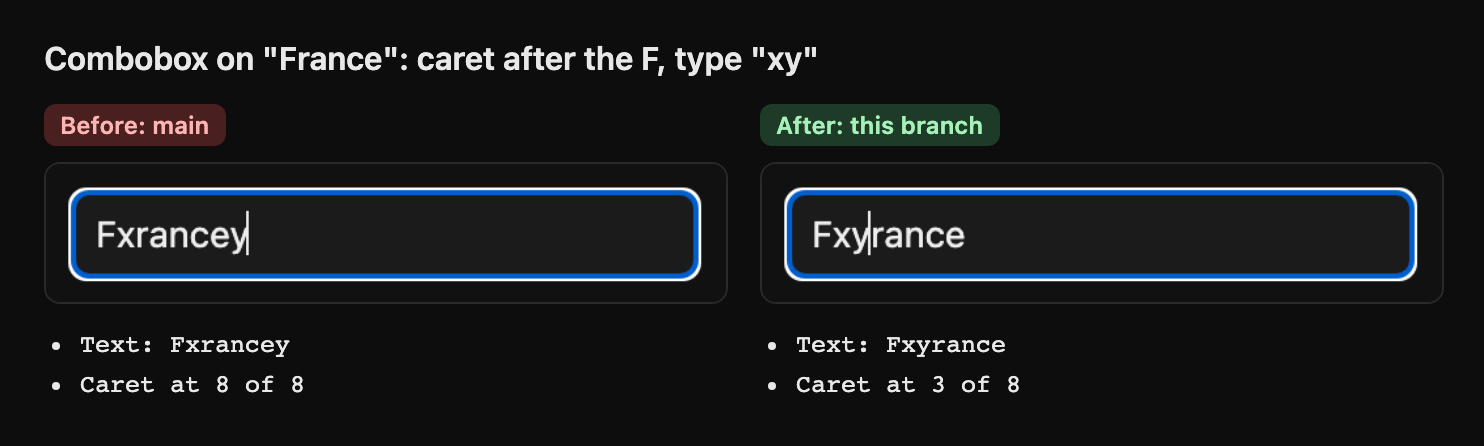 Combobox on "France": caret after the F, type "xy"
Before: main
Fxrancey
• Text: Fxrancey
• Caret at 8 of 8
After: this branch
Fxyrance
• Text: Fxyrance
• Caret at 3 of 8